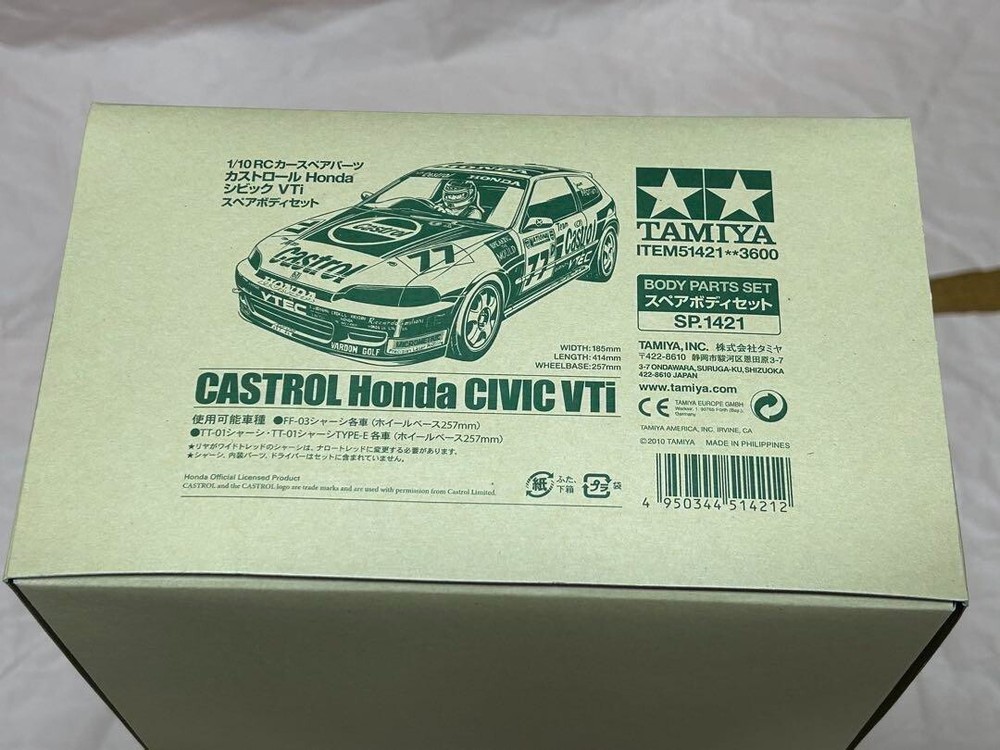 1/10 RCカースペアパーツ
カストロール Honda
シビック VTi
スペアボディセット
HONDA
Castrol
Castrol
77
Castrol
77
VTEC
HONDA
VTEC
VARDON GOLF
WIDTH:185mm
LENGTH:414mm
WHEELBASE:257mm
CASTROL Honda CIVIC VTi
使用可能車種 ●FF-03シャーシ各車(ホイールベース257mm)
●TT-01シャーシ・TT-01シャーシTYPE-E 各車(ホイールベース257mm)
★リヤがワイドトレッドのシャーシは、ナロートレッドに変更する必要があります。
★シャーシ、内装パーツ、ドライバーはセットに含まれていません。
Honda Official Licensed Product
CASTROL and the CASTROL logo are trade marks and are used with permission from Castrol Limited.
紙 ふた、
下箱
プラ 袋
TAMIYA
ITEM51421**3600
BODY PARTS SET
スペアボディセット
SP.1421
TAMIYA, INC. 株式会社タミヤ
〒422-8610 静岡市駿河区恩田原3-7
3-7 ONDAWARA, SURUGA-KU, SHIZUOKA
422-8610 JAPAN
www.tamiya.com
CE
TAMIYA EUROPE GMBH
Germany
TAMIYA AMERICA, INC. IRVINE, CA
©2010 TAMIYA MADE IN PHILIPPINES
4 950344 514212